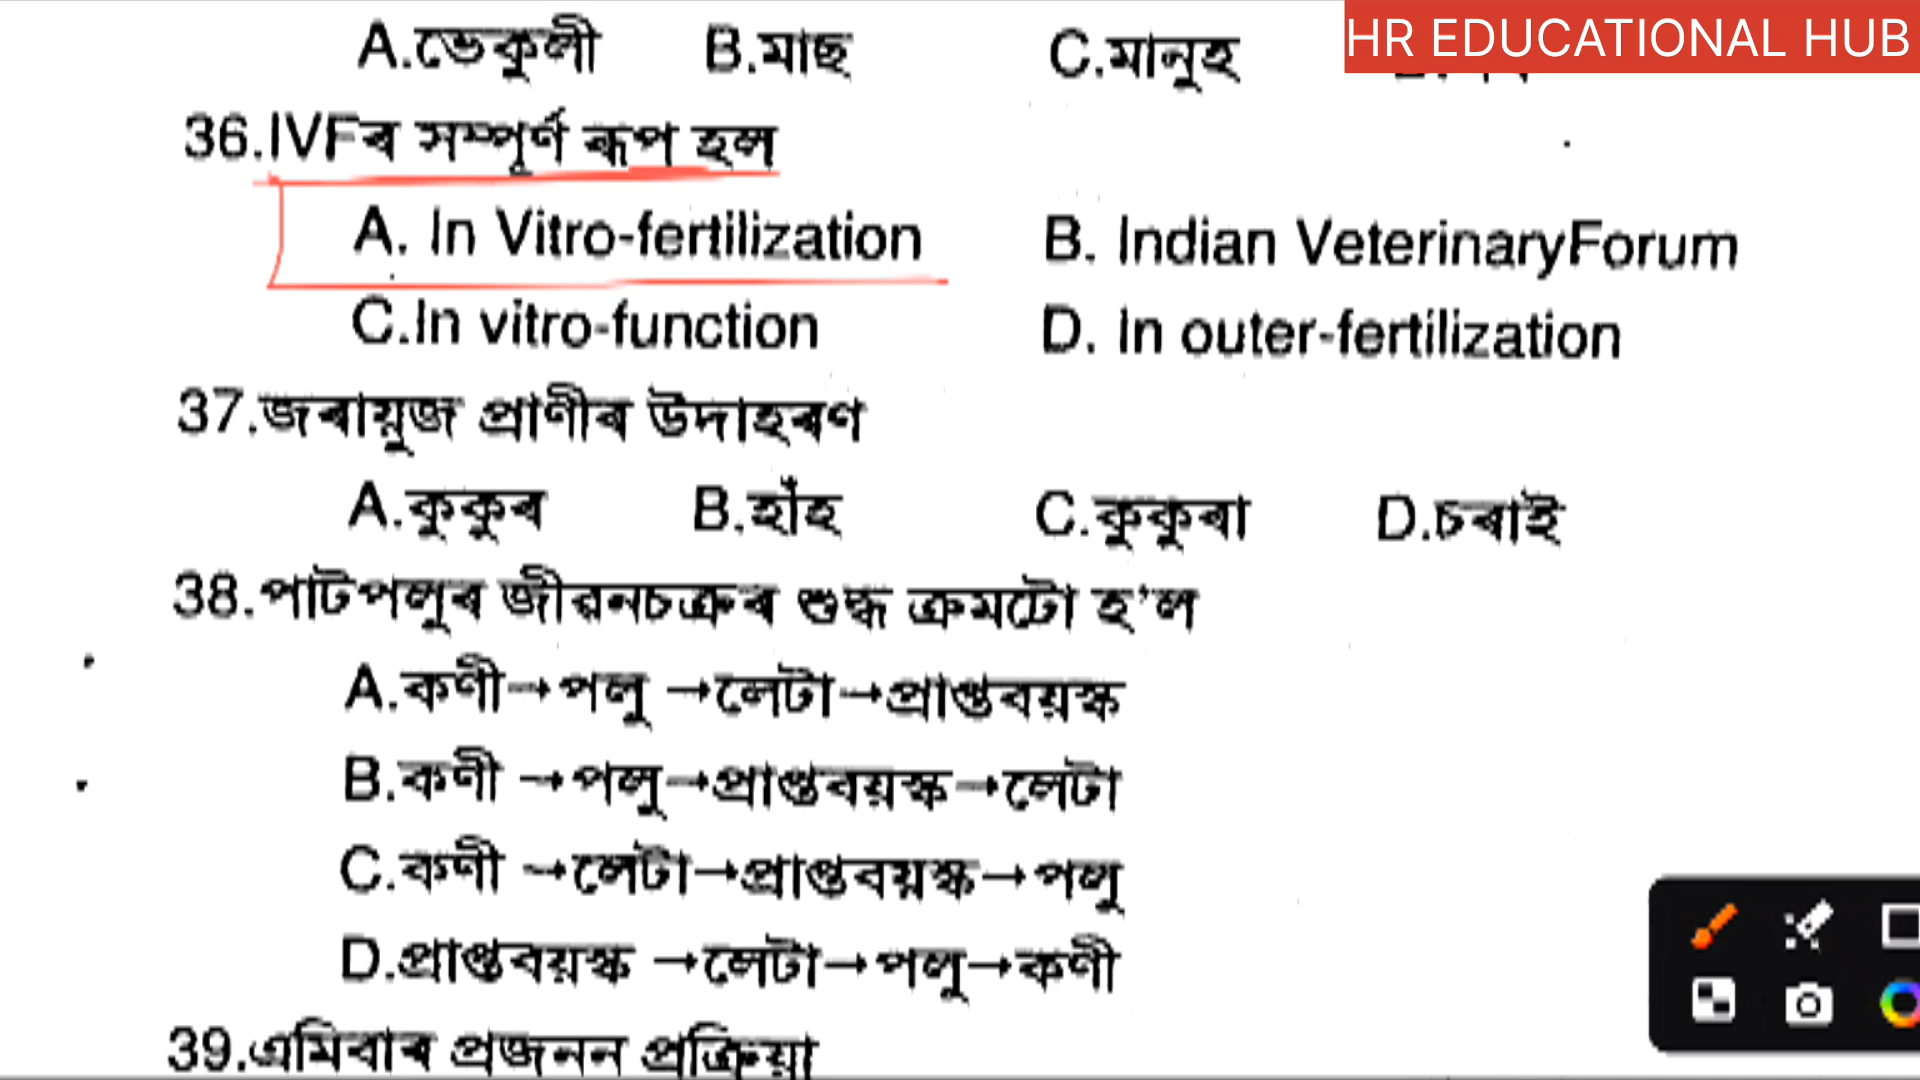 HR EDUCATIONAL HUB
A.ভেকুলী B.মাছ C.মানুহ
36.IVFৰ সম্পূৰ্ণ ৰূপ হল
A. In Vitro-fertilization B. Indian VeterinaryForum
C.In vitro-function D. In outer-fertilization
37.জৰায়ুজ প্ৰাণীৰ উদাহৰণ
A.কুকুৰ B.হাঁহ C.কুকুৰা D.চৰাই
38.পাটপলুৰ জীৱনচক্ৰৰ শুদ্ধ ক্ৰমটো হ'ল
A.কণী→পলু →লেটা→প্ৰাপ্তবয়স্ক
B.কণী →পলু→প্ৰাপ্তবয়স্ক→লেটা
C.কণী →লেটা→প্ৰাপ্তবয়স্ক→পলু
D.প্ৰাপ্তবয়স্ক →লেটা→পলু→কণী
39.এমিবাৰ প্ৰজনন প্ৰক্ৰিয়া